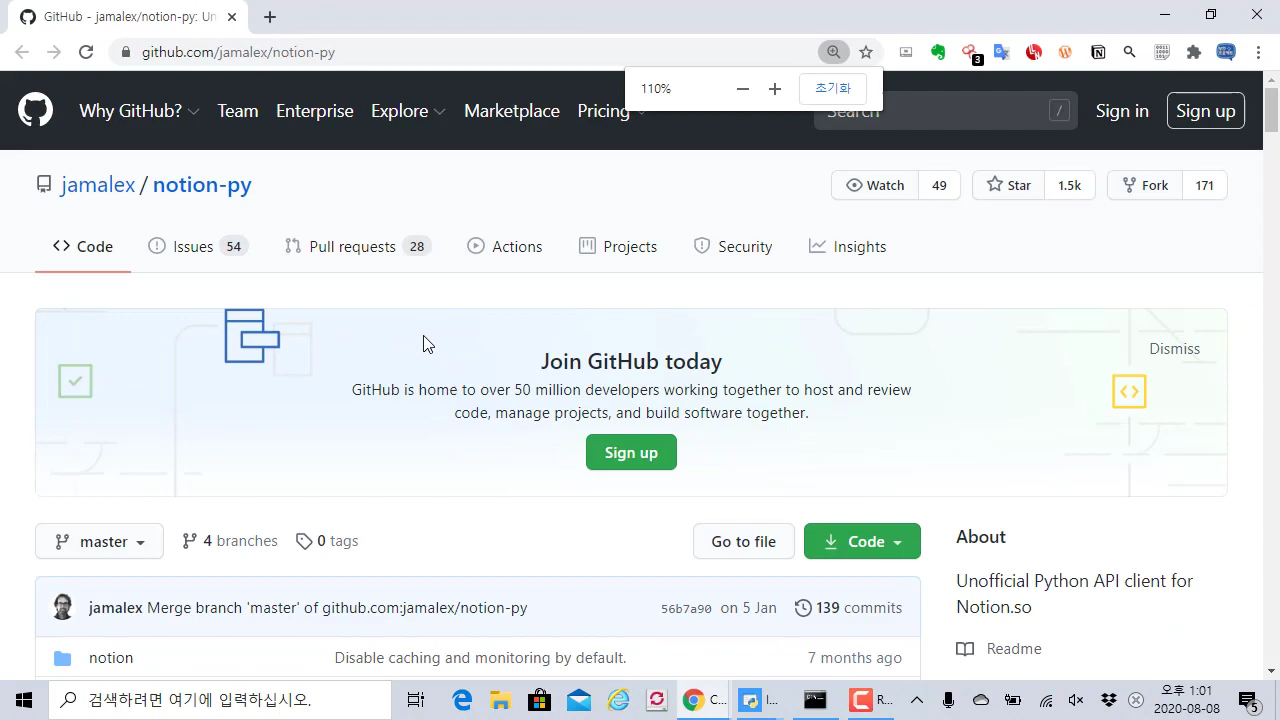 GitHub - jamalex/notion-py: Un
github.com/jamalex/notion-py
3
110%
초기화
Why GitHub?
Team
Enterprise
Explore
Marketplace
Pricing
Search
/
Sign in
Sign up
jamalex / notion-py
Watch 49
Star 1.5k
Fork 171
Code
Issues 54
Pull requests 28
Actions
Projects
Security
Insights
Join GitHub today
Dismiss
GitHub is home to over 50 million developers working together to host and review
code, manage projects, and build software together.
Sign up
master
4 branches
0 tags
Go to file
Code
About
Unofficial Python API client for
Notion.so
Readme
jamalex Merge branch 'master' of github.com:jamalex/notion-py
56b7a90 on 5 Jan
139 commits
notion
Disable caching and monitoring by default.
7 months ago
검색하려면 여기에 입력하십시오.
C...
I...
R...
오후 1:01
2020-08-08
5